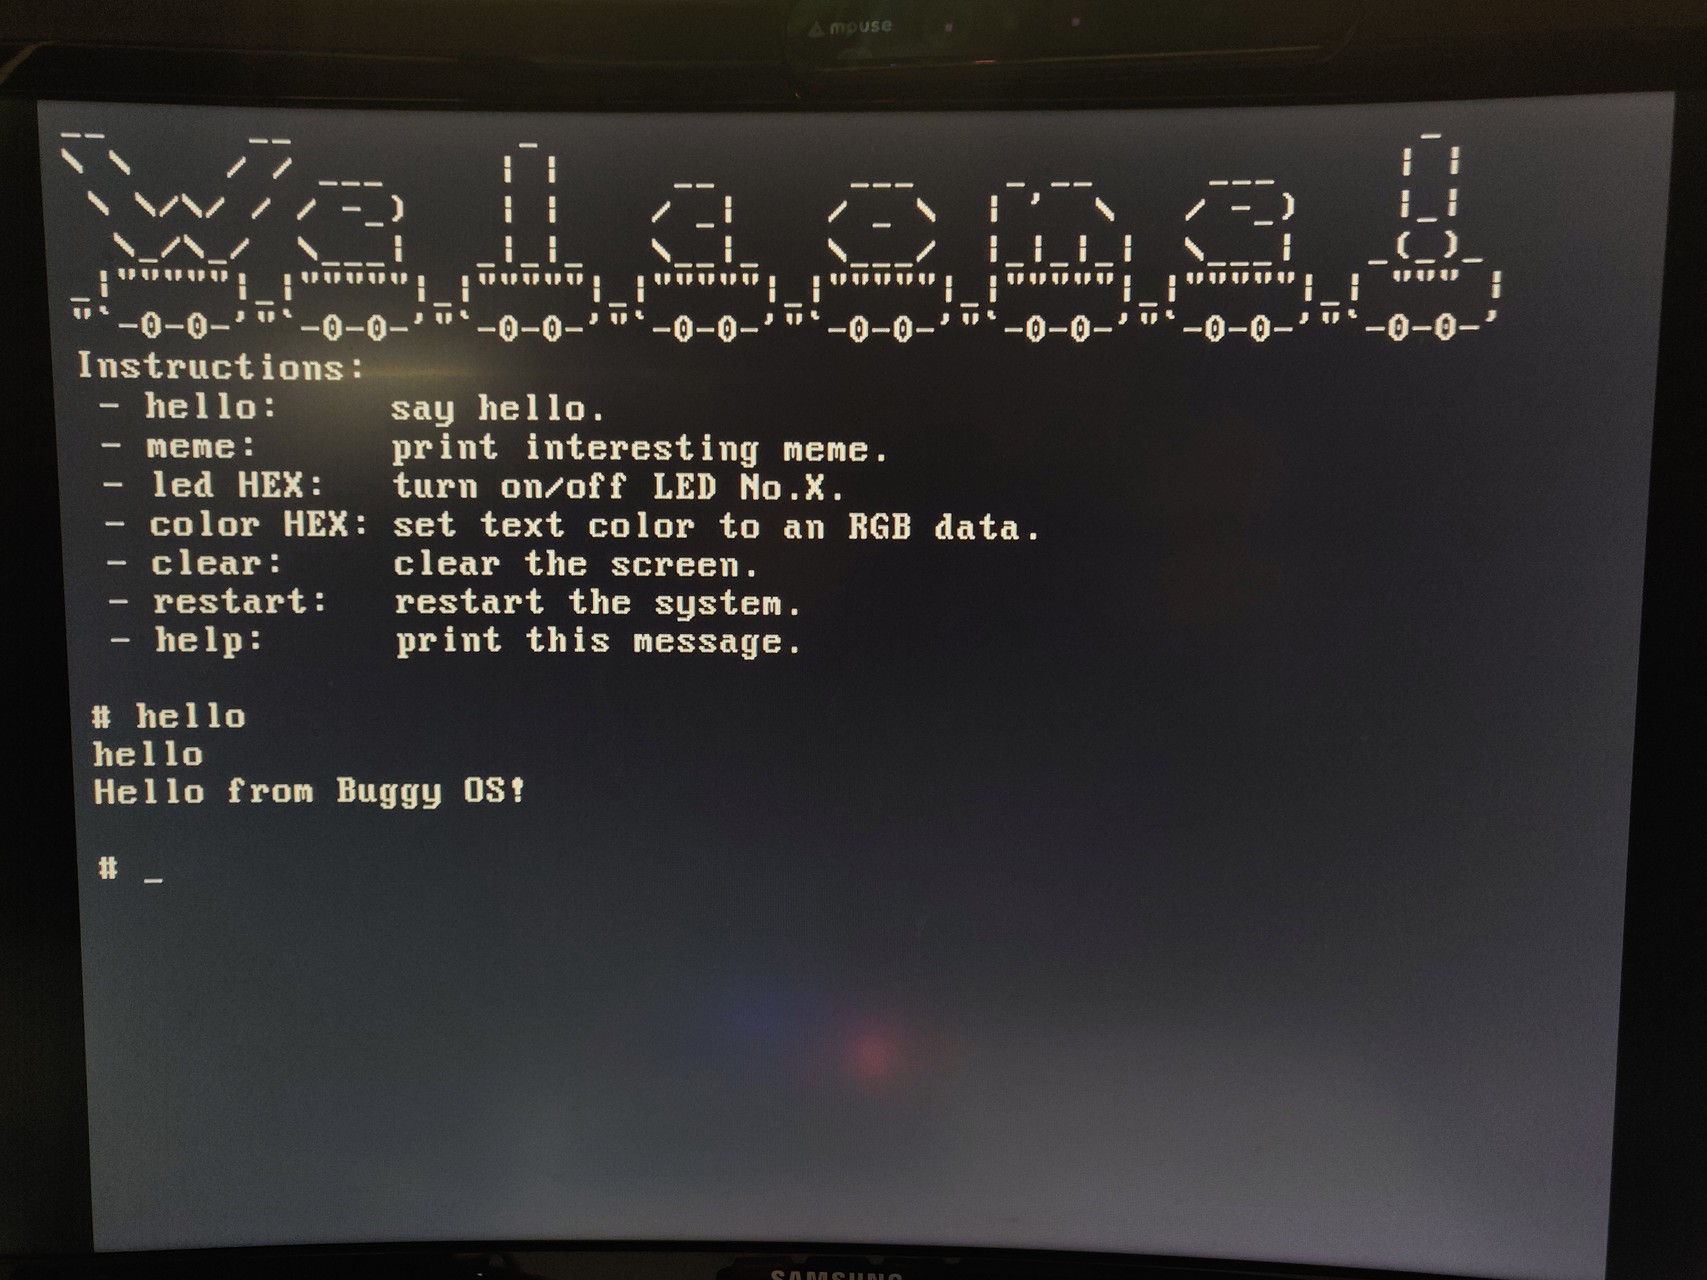 mouse
Welcome!
Instructions:
- hello: say hello.
- meme: print interesting meme.
- led HEX: turn on/off LED No.X.
- color HEX: set text color to an RGB data.
- clear: clear the screen.
- restart: restart the system.
- help: print this message.
# hello
hello
Hello from Buggy OS!
# _
SAMSUNG